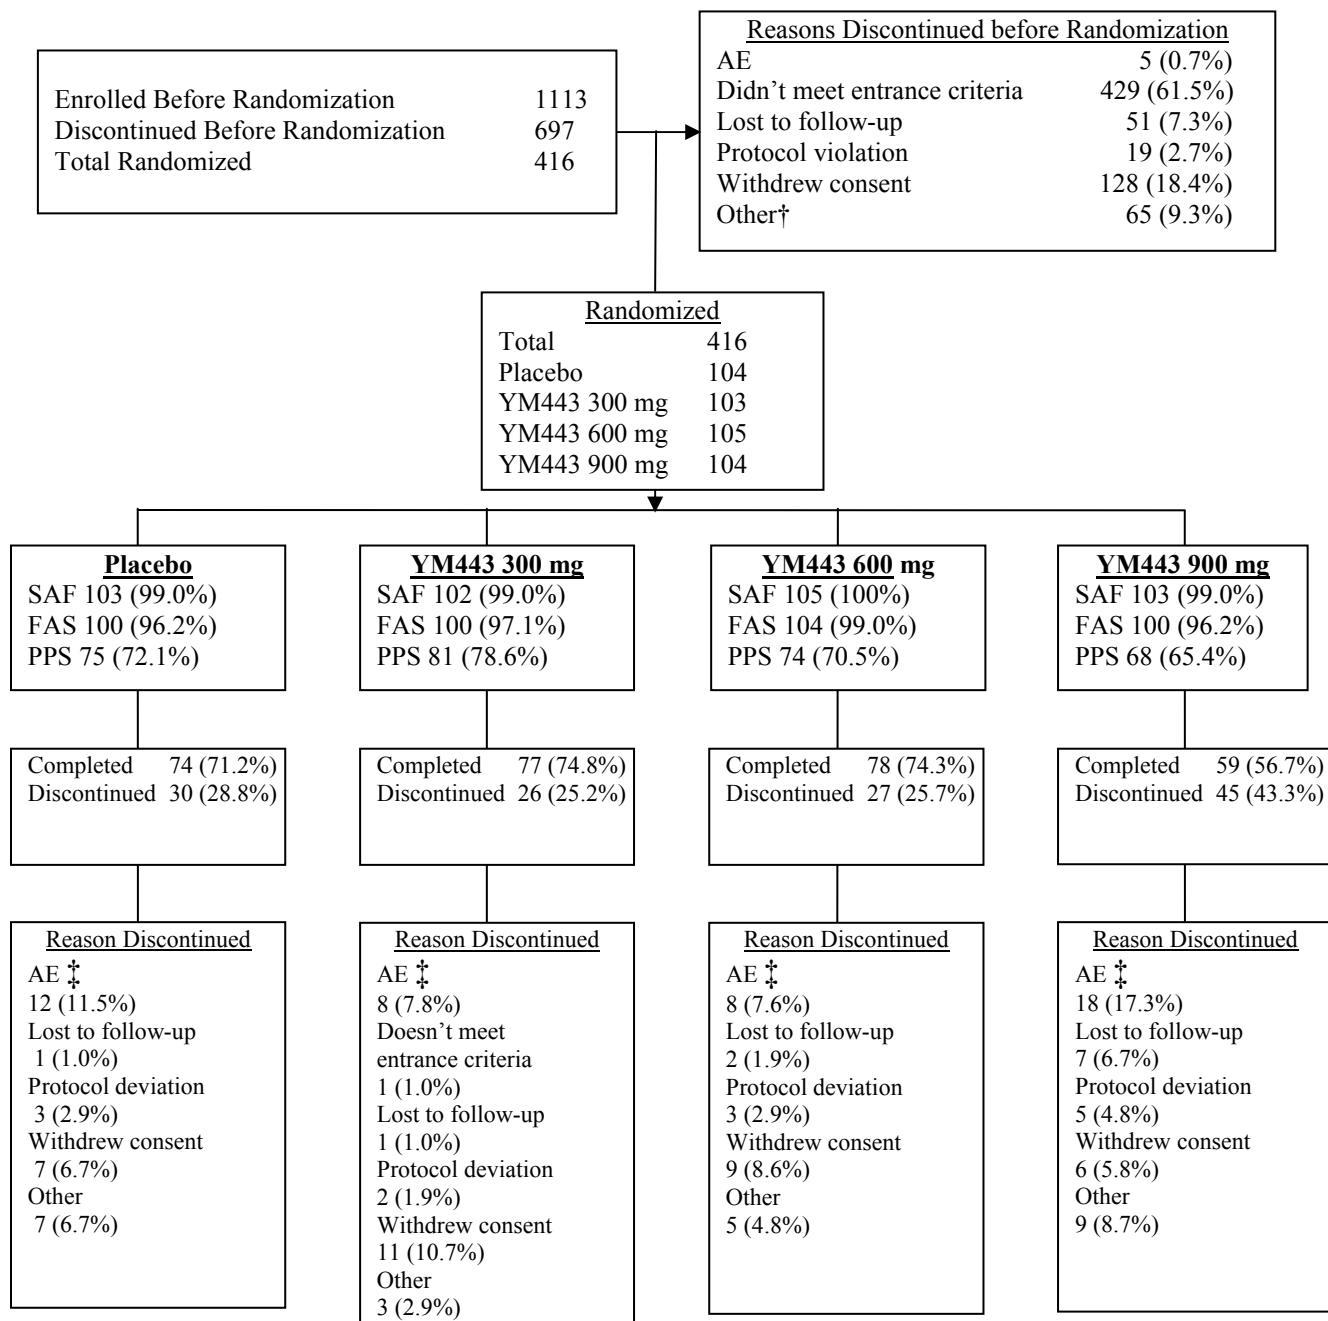 Enrolled Before Randomization 1113
Discontinued Before Randomization 697
Total Randomized 416
Reasons Discontinued before Randomization
AE 5 (0.7%)
Didn’t meet entrance criteria 429 (61.5%)
Lost to follow-up 51 (7.3%)
Protocol violation 19 (2.7%)
Withdrew consent 128 (18.4%)
Other† 65 (9.3%)
Randomized
Total 416
Placebo 104
YM443 300 mg 103
YM443 600 mg 105
YM443 900 mg 104
Placebo
SAF 103 (99.0%)
FAS 100 (96.2%)
PPS 75 (72.1%)
YM443 300 mg
SAF 102 (99.0%)
FAS 100 (97.1%)
PPS 81 (78.6%)
YM443 600 mg
SAF 105 (100%)
FAS 104 (99.0%)
PPS 74 (70.5%)
YM443 900 mg
SAF 103 (99.0%)
FAS 100 (96.2%)
PPS 68 (65.4%)
Completed 74 (71.2%)
Discontinued 30 (28.8%)
Completed 77 (74.8%)
Discontinued 26 (25.2%)
Completed 78 (74.3%)
Discontinued 27 (25.7%)
Completed 59 (56.7%)
Discontinued 45 (43.3%)
Reason Discontinued
AE ‡
12 (11.5%)
Lost to follow-up
1 (1.0%)
Protocol deviation
3 (2.9%)
Withdrew consent
7 (6.7%)
Other
7 (6.7%)
Reason Discontinued
AE ‡
8 (7.8%)
Doesn’t meet
entrance criteria
1 (1.0%)
Lost to follow-up
1 (1.0%)
Protocol deviation
2 (1.9%)
Withdrew consent
11 (10.7%)
Other
3 (2.9%)
Reason Discontinued
AE ‡
8 (7.6%)
Lost to follow-up
2 (1.9%)
Protocol deviation
3 (2.9%)
Withdrew consent
9 (8.6%)
Other
5 (4.8%)
Reason Discontinued
AE ‡
18 (17.3%)
Lost to follow-up
7 (6.7%)
Protocol deviation
5 (4.8%)
Withdrew consent
6 (5.8%)
Other
9 (8.7%)